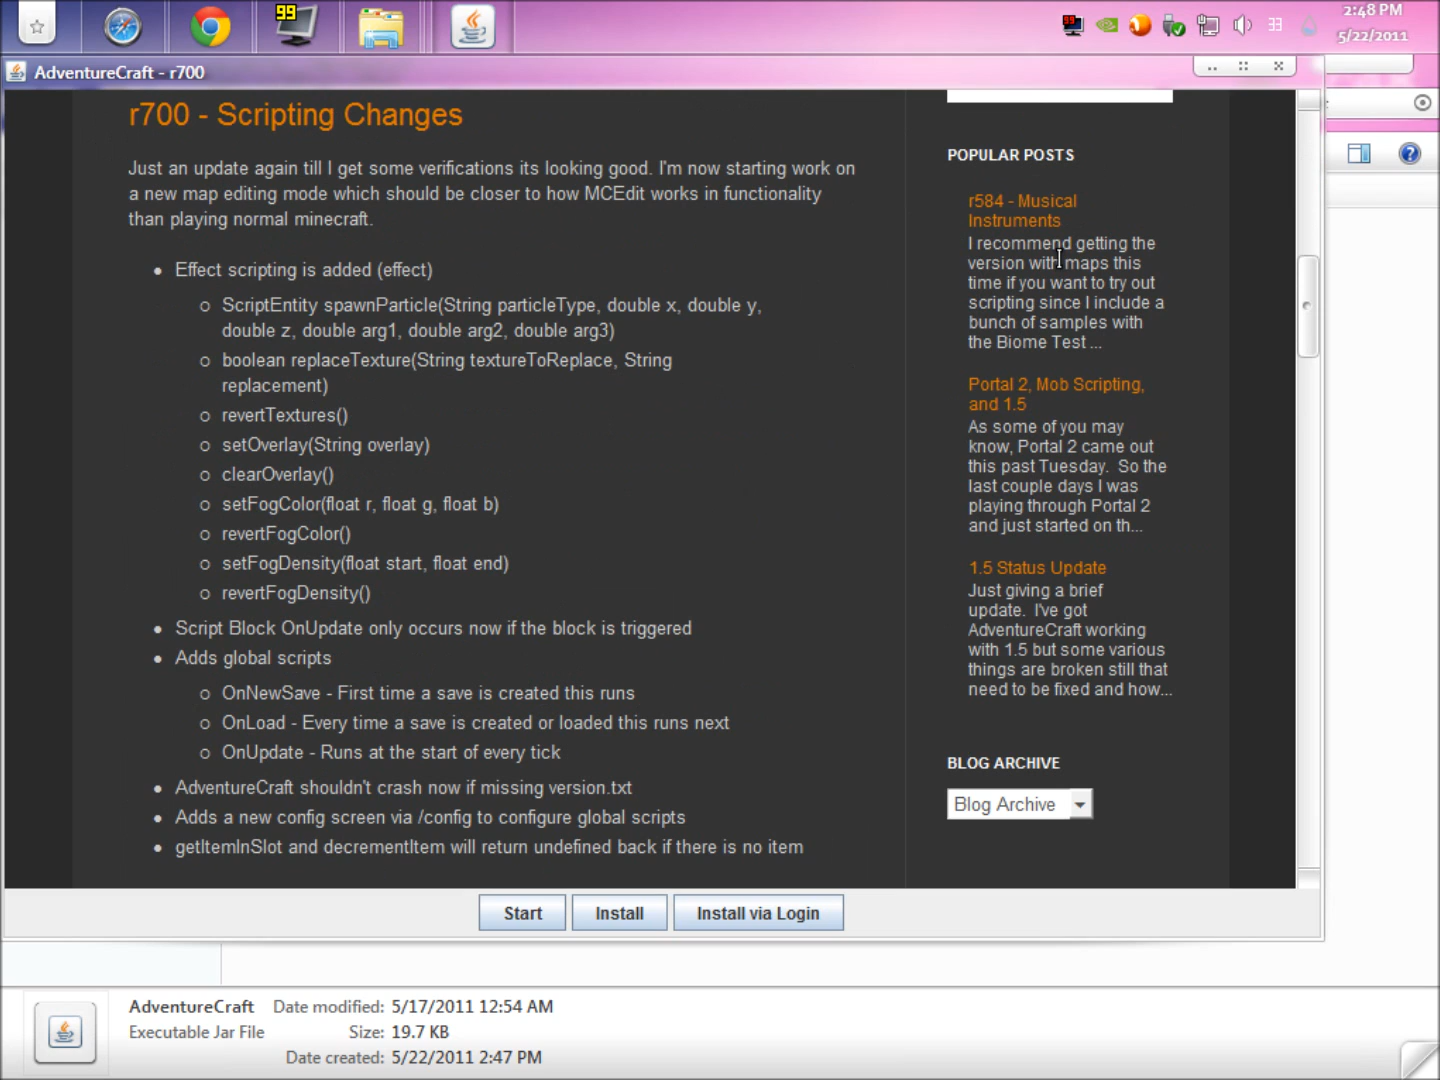 99
99
2:48 PM
5/22/2011
AdventureCraft - r700
r700 - Scripting Changes
Just an update again till I get some verifications its looking good. I'm now starting work on
a new map editing mode which should be closer to how MCEdit works in functionality
than playing normal minecraft.
Effect scripting is added (effect)
ScriptEntity spawnParticle(String particleType, double x, double y,
double z, double arg1, double arg2, double arg3)
boolean replaceTexture(String textureToReplace, String
replacement)
revertTextures()
setOverlay(String overlay)
clearOverlay()
setFogColor(float r, float g, float b)
revertFogColor()
setFogDensity(float start, float end)
revertFogDensity()
Script Block OnUpdate only occurs now if the block is triggered
Adds global scripts
OnNewSave - First time a save is created this runs
OnLoad - Every time a save is created or loaded this runs next
OnUpdate - Runs at the start of every tick
AdventureCraft shouldn't crash now if missing version.txt
Adds a new config screen via /config to configure global scripts
getItemInSlot and decrementItem will return undefined back if there is no item
POPULAR POSTS
r584 - Musical
Instruments
I recommend getting the
version with maps this
time if you want to try out
scripting since I include a
bunch of samples with
the Biome Test ...
Portal 2, Mob Scripting,
and 1.5
As some of you may
know, Portal 2 came out
this past Tuesday.  So the
last couple days I was
playing through Portal 2
and just started on th...
1.5 Status Update
Just giving a brief
update.  I've got
AdventureCraft working
with 1.5 but some various
things are broken still that
need to be fixed and how...
BLOG ARCHIVE
Blog Archive
Start
Install
Install via Login
AdventureCraft Date modified: 5/17/2011 12:54 AM
Executable Jar File Size: 19.7 KB
Date created: 5/22/2011 2:47 PM